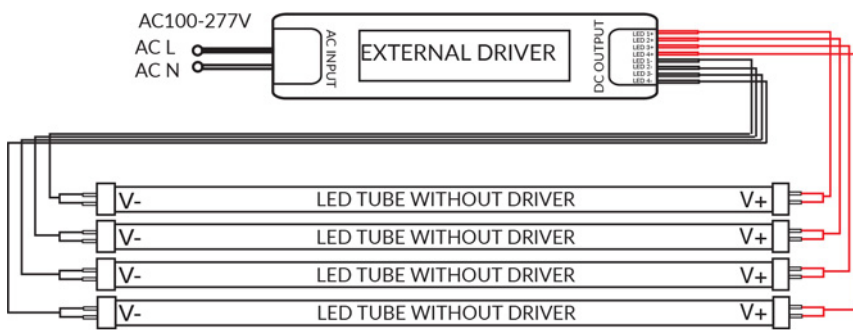 AC100-277V
AC L
AC N
AC INPUT
EXTERNAL DRIVER
DC OUTPUT
LED 1+
LED 2+
LED 3+
LED 4+
LED 1-
LED 2-
LED 3-
LED 4-
V- LED TUBE WITHOUT DRIVER V+
V- LED TUBE WITHOUT DRIVER V+
V- LED TUBE WITHOUT DRIVER V+
V- LED TUBE WITHOUT DRIVER V+